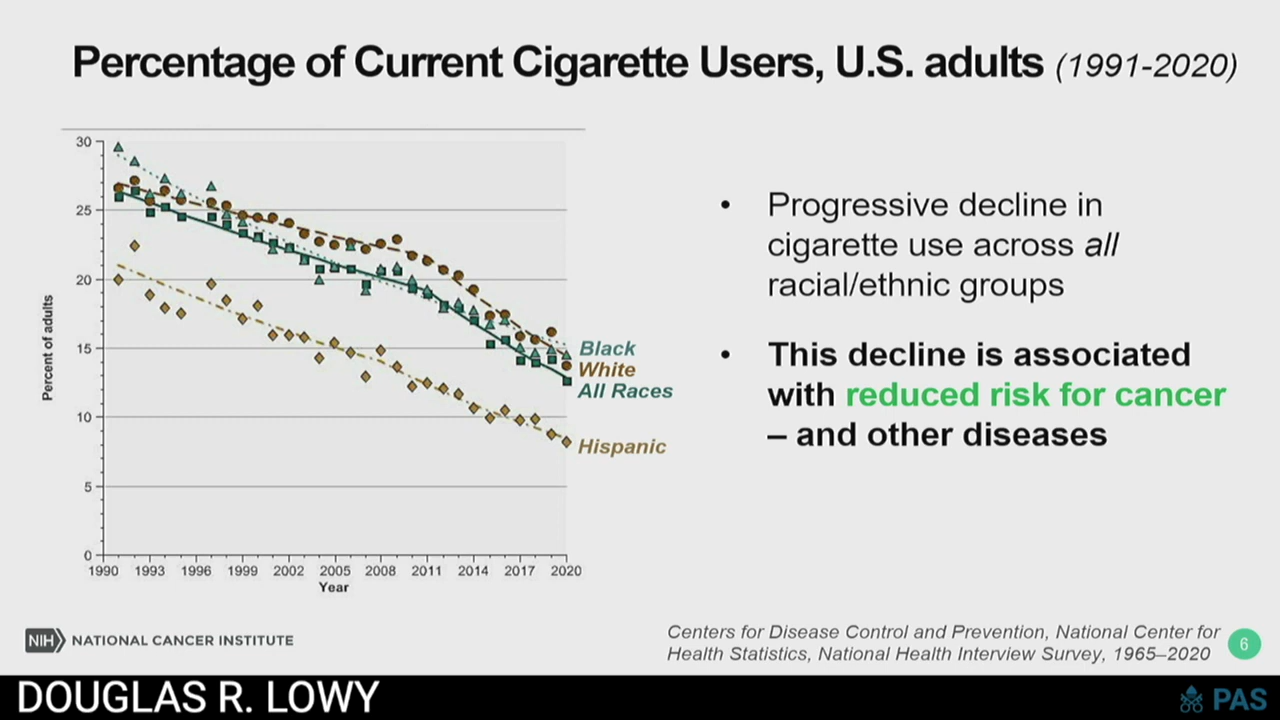 Percentage of Current Cigarette Users, U.S. adults (1991-2020)
30
25
20
15
10
5
0
Percent of adults
1990 1993 1996 1999 2002 2005 2008 2011 2014 2017 2020
Year
Black
White
All Races
Hispanic
• Progressive decline in
cigarette use across all
racial/ethnic groups
• This decline is associated
with reduced risk for cancer
– and other diseases
NIH NATIONAL CANCER INSTITUTE
Centers for Disease Control and Prevention, National Center for
Health Statistics, National Health Interview Survey, 1965–2020
6
DOUGLAS R. LOWY
PAS